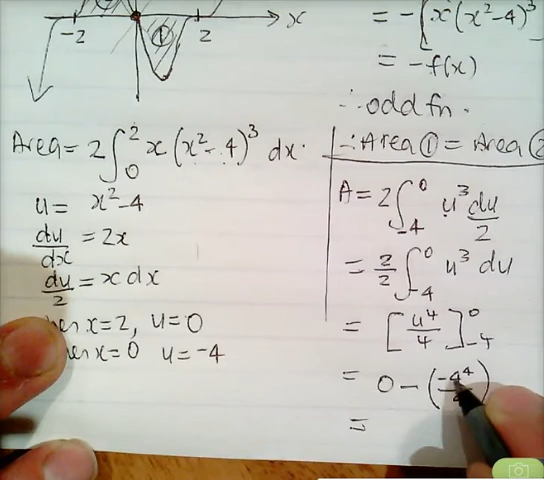 -2 ① 2 x
= -[x(x²-4)³
= -f(x)
∴ odd fn.
∴ Area ① = Area ②
Area = 2∫₀² x(x²-4)³ dx.
u = x²-4
du/dx = 2x
du/2 = x dx
x=2, u=0
x=0 u=-4
A = 2∫₋₄⁰ u³ du/2
= 2/2 ∫₋₄⁰ u³ du
= [u⁴/4]₋₄⁰
= 0 - (-4⁴
=